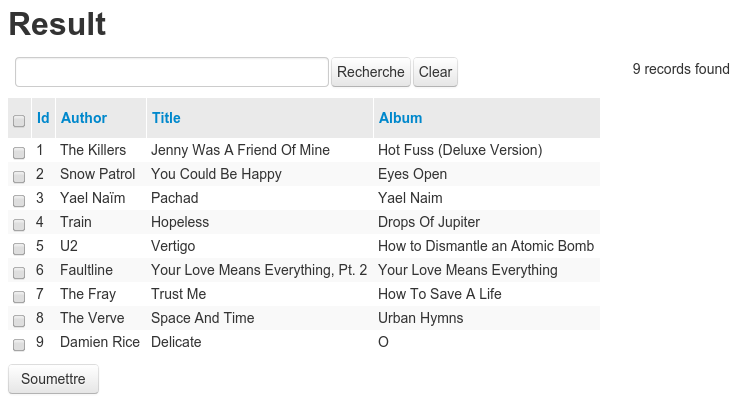 Result
Recherche Clear 9 records found
Id Author Title Album
1 The Killers Jenny Was A Friend Of Mine Hot Fuss (Deluxe Version)
2 Snow Patrol You Could Be Happy Eyes Open
3 Yael Naïm Pachad Yael Naim
4 Train Hopeless Drops Of Jupiter
5 U2 Vertigo How to Dismantle an Atomic Bomb
6 Faultline Your Love Means Everything, Pt. 2 Your Love Means Everything
7 The Fray Trust Me How To Save A Life
8 The Verve Space And Time Urban Hymns
9 Damien Rice Delicate O
Soumettre